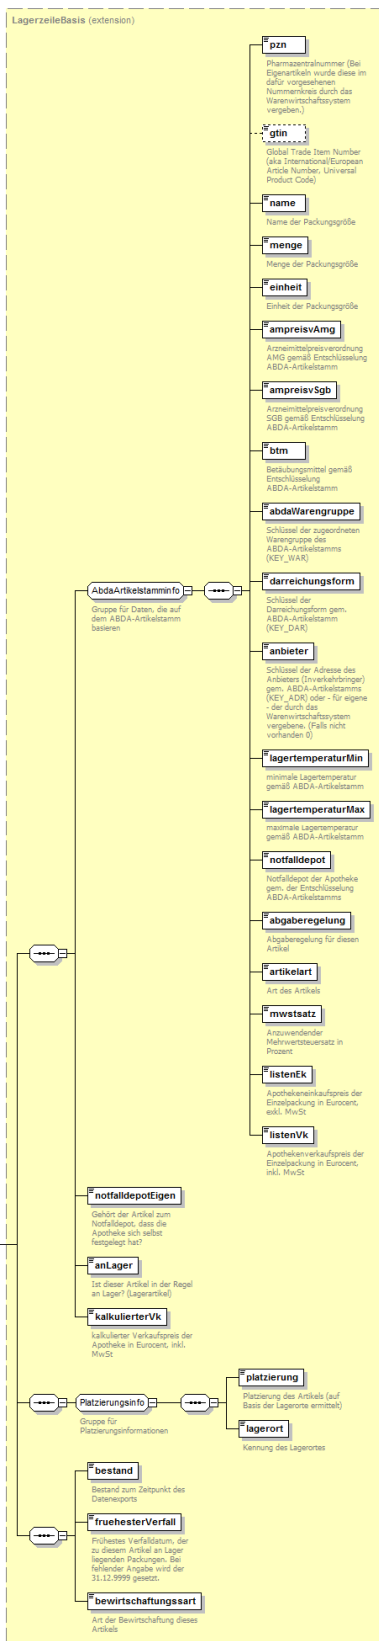 LagerzeileBasis (extension)
pzn
Pharmazentralnummer (Bei
Eigenartikeln wurde diese im
dafür vorgesehenen
Nummernkreis durch das
Warenwirtschaftssystem
vergeben.)
gtin
Global Trade Item Number
(aka International/European
Article Number, Universal
Product Code)
name
Name der Packungsgröße
menge
Menge der Packungsgröße
einheit
Einheit der Packungsgröße
ampreisvAmg
Arzneimittelpreisverordnung
AMG gemäß Entschlüsselung
ABDA-Artikelstamm
ampreisvSgb
Arzneimittelpreisverordnung
SGB gemäß Entschlüsselung
ABDA-Artikelstamm
btm
Betäubungsmittel gemäß
Entschlüsselung
ABDA-Artikelstamm
abdaWarengruppe
Schlüssel der zugeordneten
Warengruppe des
ABDA-Artikelstamms
(KEY_WAR)
AbdaArtikelstamminfo
Gruppe für Daten, die auf
dem ABDA-Artikelstamm
basieren
darreichungsform
Schlüssel der
Darreichungsform gem.
ABDA-Artikelstamm
(KEY_DAR)
anbieter
Schlüssel der Adresse des
Anbieters (Inverkehrbringer)
gem. ABDA-Artikelstamms
(KEY_ADR) oder - für eigene
- der durch das
Warenwirtschaftssystem
vergebene. (Falls nicht
vorhanden 0)
lagertemperaturMin
minimale Lagertemperatur
gemäß ABDA-Artikelstamm
lagertemperaturMax
maximale Lagertemperatur
gemäß ABDA-Artikelstamm
notfalldepot
Notfalldepot der Apotheke
gem. der Entschlüsselung
ABDA-Artikelstamms
abgaberegelung
Abgaberegelung für diesen
Artikel
artikelart
Art des Artikels
mwstsatz
Anzuwendender
Mehrwertsteuersatz in
Prozent
listenEk
Apothekeneinkaufspreis der
Einzelpackung in Eurocent,
exkl. MwSt
listenVk
Apothekenverkaufspreis der
Einzelpackung in Eurocent,
inkl. MwSt
notfalldepotEigen
Gehört der Artikel zum
Notfalldepot, dass die
Apotheke sich selbst
festgelegt hat?
anLager
Ist dieser Artikel in der Regel
an Lager? (Lagerartikel)
kalkulierterVk
kalkulierter Verkaufspreis der
Apotheke in Eurocent, inkl.
MwSt
Platzierungsinfo
Gruppe für
Platzierungsinformationen
platzierung
Platzierung des Artikels (auf
Basis der Lagerorte ermittelt)
lagerort
Kennung des Lagerortes
bestand
Bestand zum Zeitpunkt des
Datenexports
fruehesterVerfall
Frühestes Verfalldatum, der
zu diesem Artikel an Lager
liegenden Packungen. Bei
fehlender Angabe wird der
31.12.9999 gesetzt.
bewirtschaftungssart
Art der Bewirtschaftung dieses
Artikels